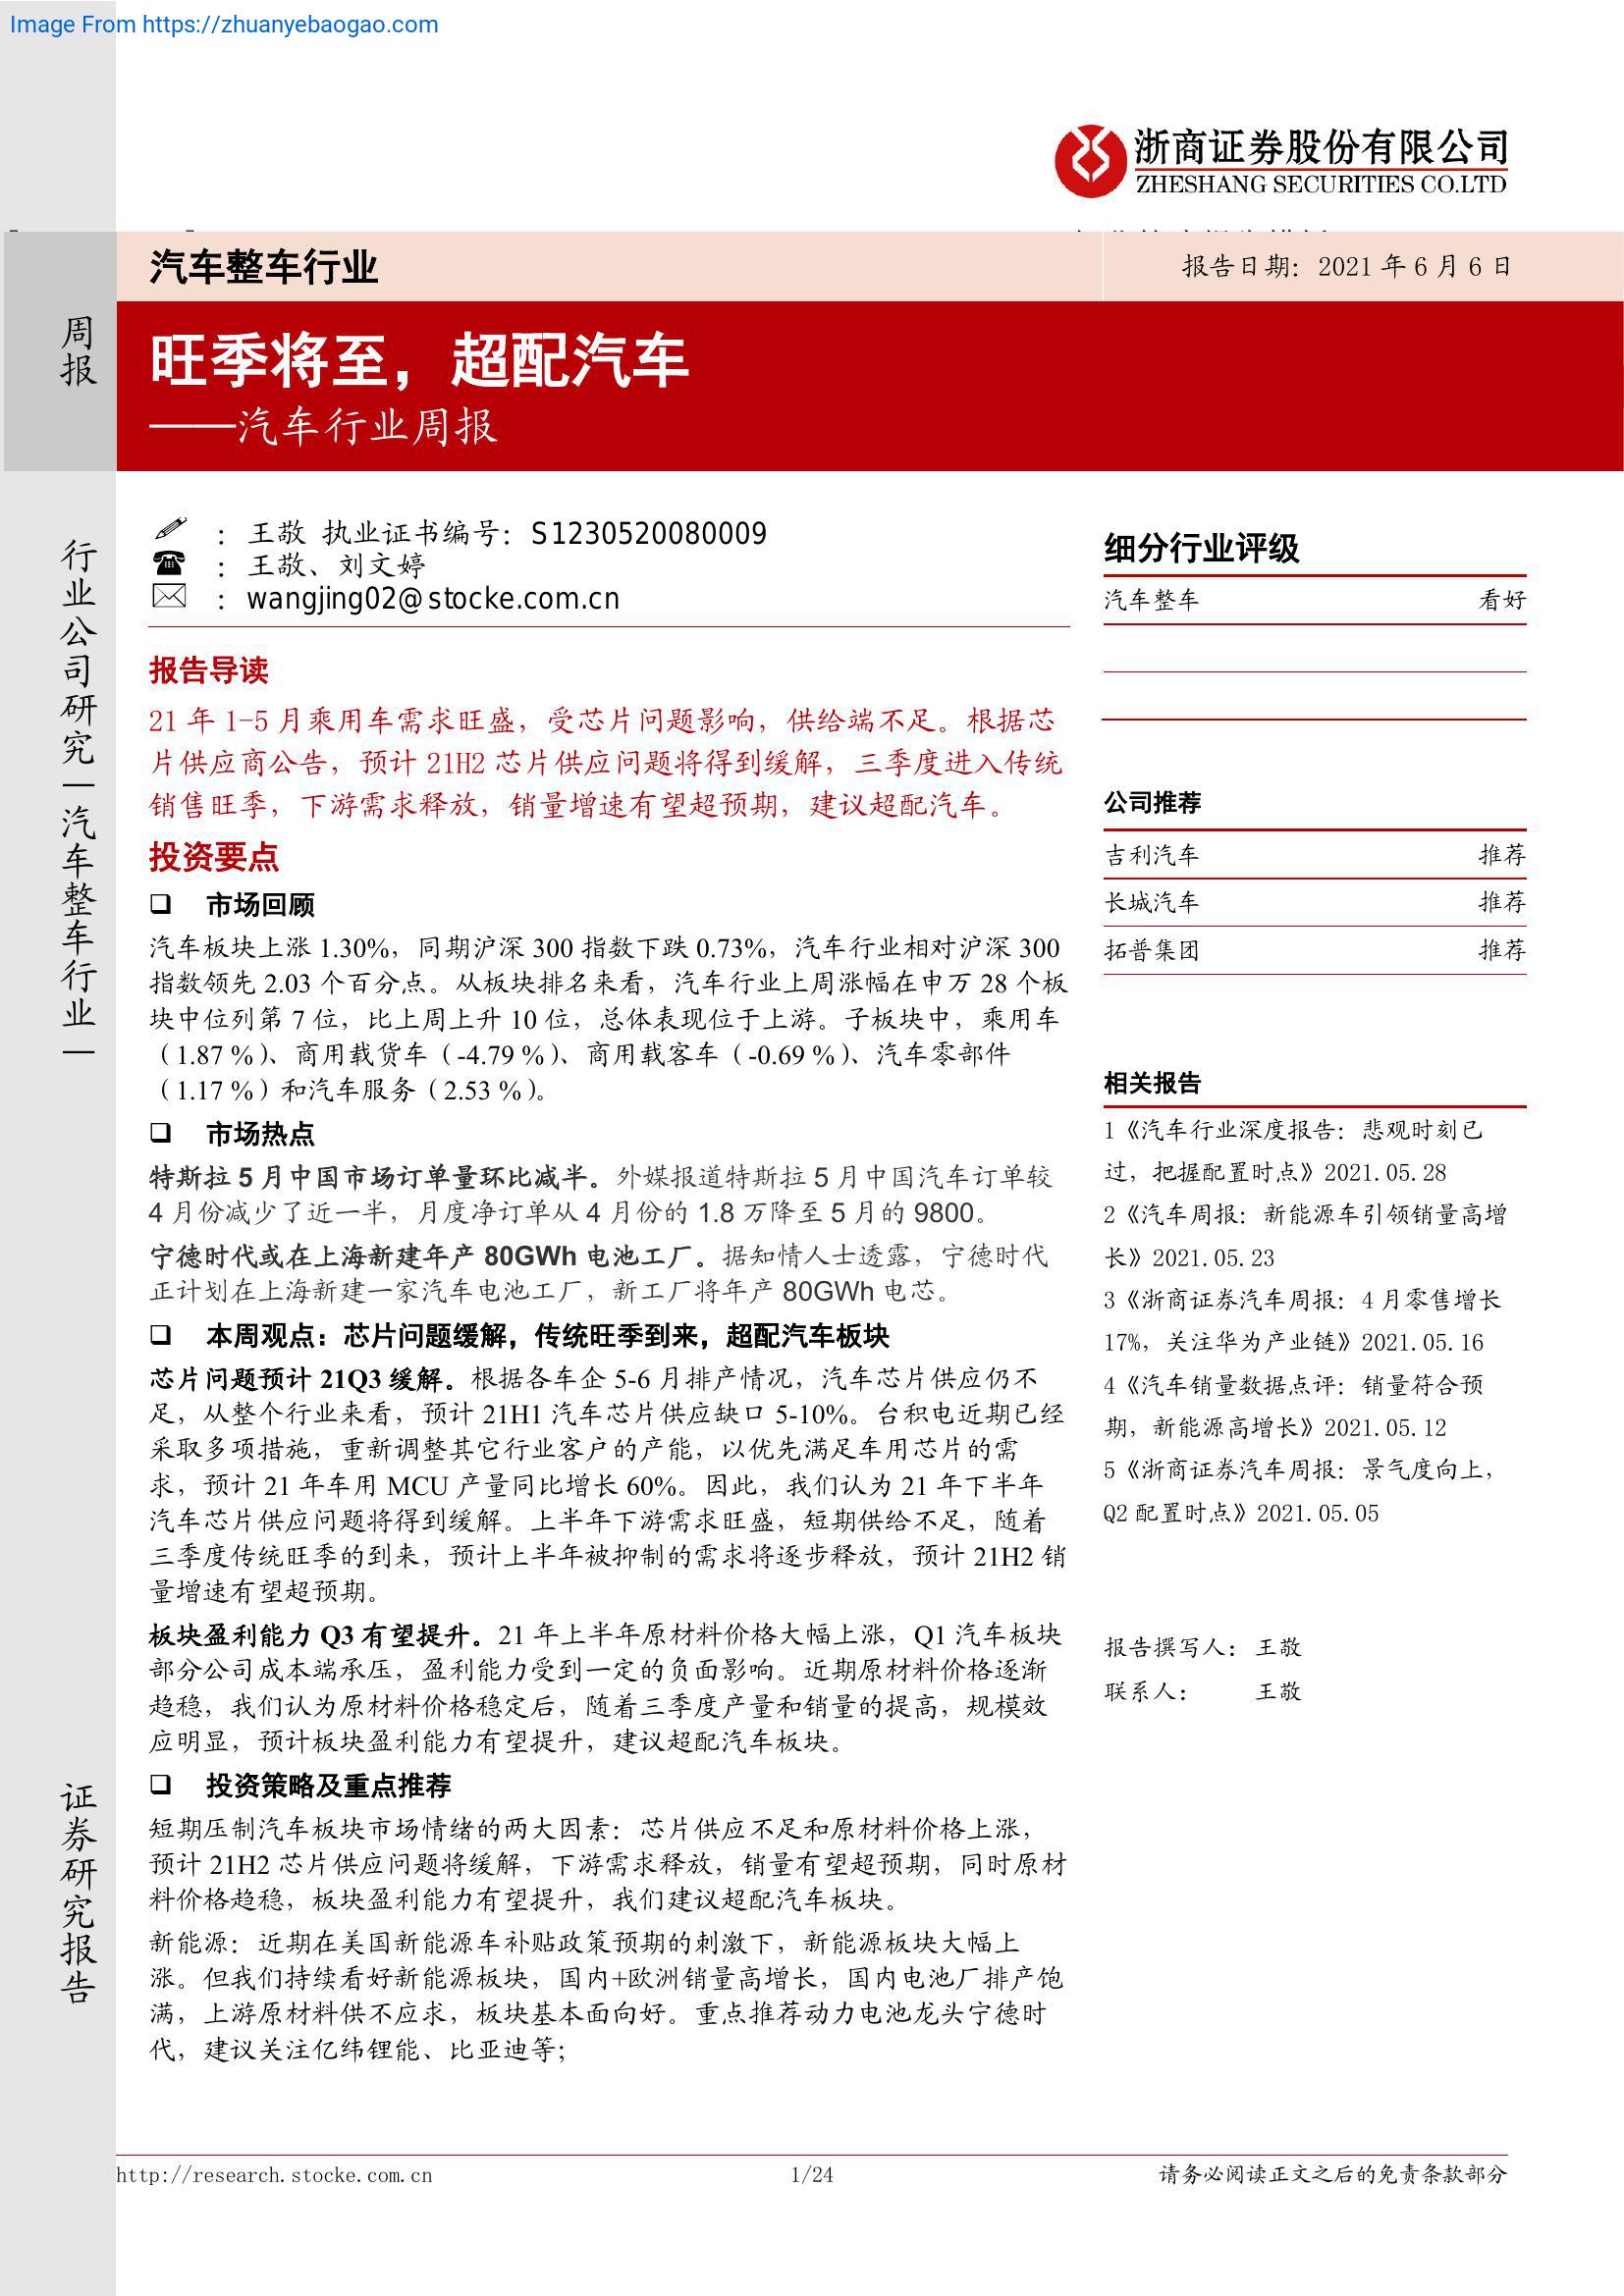 Image From https://zhuanyebaogao.com
浙商证券股份有限公司
ZHESHANG SECURITIES CO.LTD
汽车整车行业
报告日期：2021 年 6 月 6 日
周报
旺季将至，超配汽车
——汽车行业周报
行业公司研究｜汽车整车行业｜
证券研究报告
： 王敬 执业证书编号：S1230520080009
： 王敬、刘文婷
： wangjing02@stocke.com.cn
报告导读
21 年 1-5 月乘用车需求旺盛，受芯片问题影响，供给端不足。根据芯
片供应商公告，预计 21H2 芯片供应问题将得到缓解，三季度进入传统
销售旺季，下游需求释放，销量增速有望超预期，建议超配汽车。
投资要点
❑ 市场回顾
汽车板块上涨 1.30%，同期沪深 300 指数下跌 0.73%，汽车行业相对沪深 300
指数领先 2.03 个百分点。从板块排名来看，汽车行业上周涨幅在申万 28 个板
块中位列第 7 位，比上周上升 10 位，总体表现位于上游。子板块中，乘用车
（1.87 %）、商用载货车（ -4.79 %）、商用载客车（ -0.69 %）、汽车零部件
（1.17 %）和汽车服务（2.53 %）。
❑ 市场热点
特斯拉 5 月中国市场订单量环比减半。外媒报道特斯拉 5 月中国汽车订单较
4 月份减少了近一半，月度净订单从 4 月份的 1.8 万降至 5 月的 9800。
宁德时代或在上海新建年产 80GWh 电池工厂。据知情人士透露，宁德时代
正计划在上海新建一家汽车电池工厂，新工厂将年产 80GWh 电芯。
❑ 本周观点：芯片问题缓解，传统旺季到来，超配汽车板块
芯片问题预计 21Q3 缓解。根据各车企 5-6 月排产情况，汽车芯片供应仍不
足，从整个行业来看，预计 21H1 汽车芯片供应缺口 5-10%。台积电近期已经
采取多项措施，重新调整其它行业客户的产能，以优先满足车用芯片的需
求，预计 21 年车用 MCU 产量同比增长 60%。因此，我们认为 21 年下半年
汽车芯片供应问题将得到缓解。上半年下游需求旺盛，短期供给不足，随着
三季度传统旺季的到来，预计上半年被抑制的需求将逐步释放，预计 21H2 销
量增速有望超预期。
板块盈利能力 Q3 有望提升。21 年上半年原材料价格大幅上涨，Q1 汽车板块
部分公司成本端承压，盈利能力受到一定的负面影响。近期原材料价格逐渐
趋稳，我们认为原材料价格稳定后，随着三季度产量和销量的提高，规模效
应明显，预计板块盈利能力有望提升，建议超配汽车板块。
❑ 投资策略及重点推荐
短期压制汽车板块市场情绪的两大因素：芯片供应不足和原材料价格上涨，
预计 21H2 芯片供应问题将缓解，下游需求释放，销量有望超预期，同时原材
料价格趋稳，板块盈利能力有望提升，我们建议超配汽车板块。
新能源：近期在美国新能源车补贴政策预期的刺激下，新能源板块大幅上
涨。但我们持续看好新能源板块，国内+欧洲销量高增长，国内电池厂排产饱
满，上游原材料供不应求，板块基本面向好。重点推荐动力电池龙头宁德时
代，建议关注亿纬锂能、比亚迪等；
细分行业评级
汽车整车 看好
公司推荐
吉利汽车 推荐
长城汽车 推荐
拓普集团 推荐
相关报告
1《汽车行业深度报告：悲观时刻已
过，把握配置时点》2021.05.28
2《汽车周报：新能源车引领销量高增
长》2021.05.23
3《浙商证券汽车周报：4 月零售增长
17%，关注华为产业链》2021.05.16
4《汽车销量数据点评：销量符合预
期，新能源高增长》2021.05.12
5《浙商证券汽车周报：景气度向上，
Q2 配置时点》2021.05.05
报告撰写人：王敬
联系人： 王敬
http://research.stocke.com.cn
1/24
请务必阅读正文之后的免责条款部分